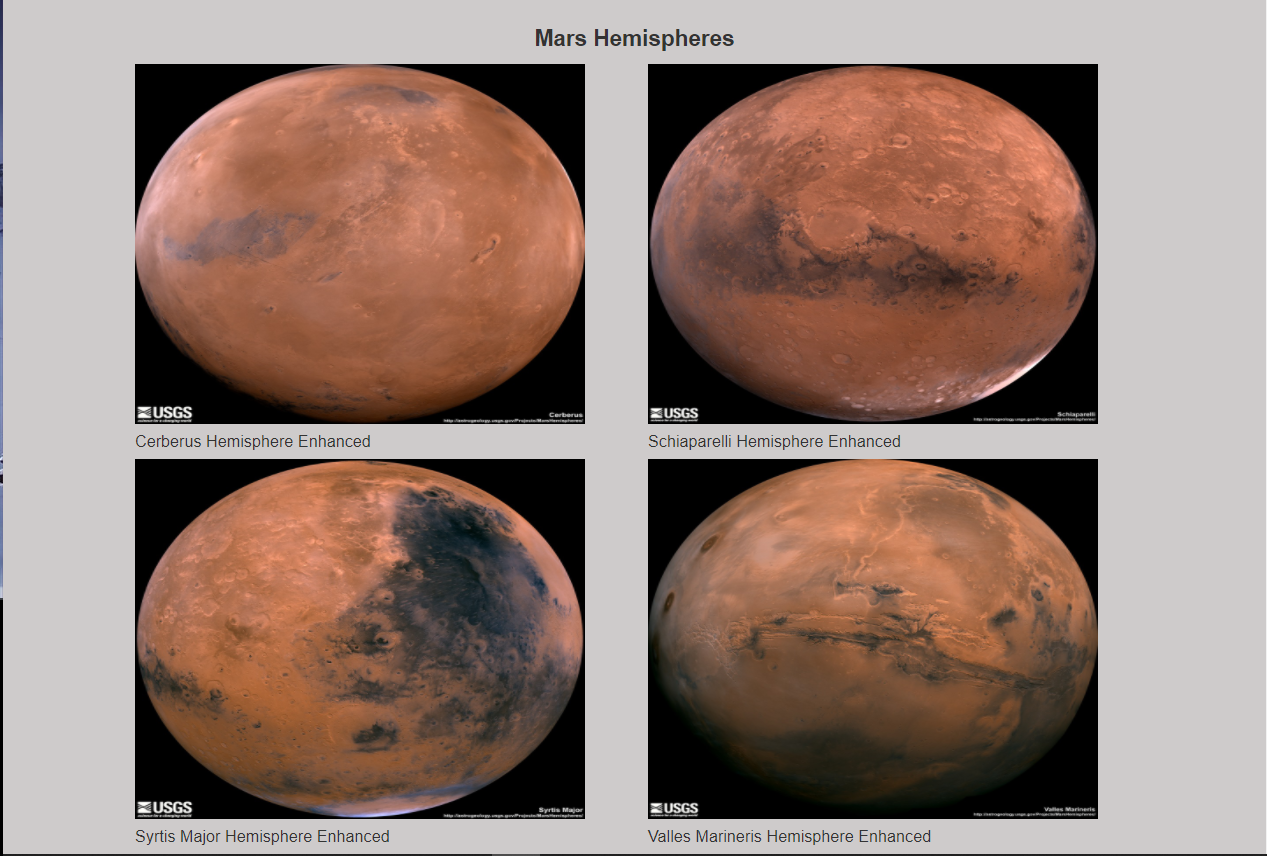 Mars Hemispheres
USGS
science for a changing world
Cerberus
http://astrogeology.usgs.gov/Projects/MarsHemispheres/
Cerberus Hemisphere Enhanced
USGS
science for a changing world
Schiaparelli
http://astrogeology.usgs.gov/Projects/MarsHemispheres/
Schiaparelli Hemisphere Enhanced
USGS
science for a changing world
Syrtis Major
http://astrogeology.usgs.gov/Projects/MarsHemispheres/
Syrtis Major Hemisphere Enhanced
USGS
science for a changing world
Valles Marineris
http://astrogeology.usgs.gov/Projects/MarsHemispheres/
Valles Marineris Hemisphere Enhanced